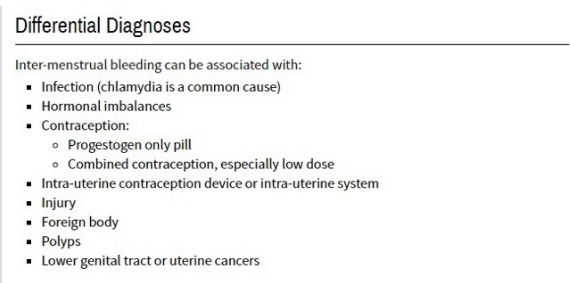 Differential Diagnoses
Inter-menstrual bleeding can be associated with:
▪ Infection (chlamydia is a common cause)
▪ Hormonal imbalances
▪ Contraception:
∘ Progestogen only pill
∘ Combined contraception, especially low dose
▪ Intra-uterine contraception device or intra-uterine system
▪ Injury
▪ Foreign body
▪ Polyps
▪ Lower genital tract or uterine cancers